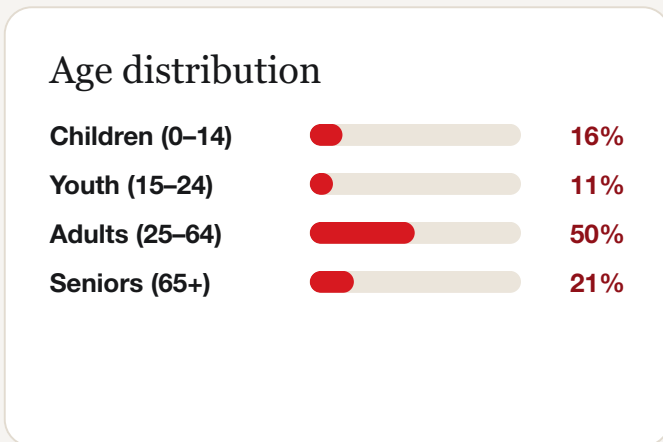 Age distribution
Children (0–14) 16%
Youth (15–24) 11%
Adults (25–64) 50%
Seniors (65+) 21%